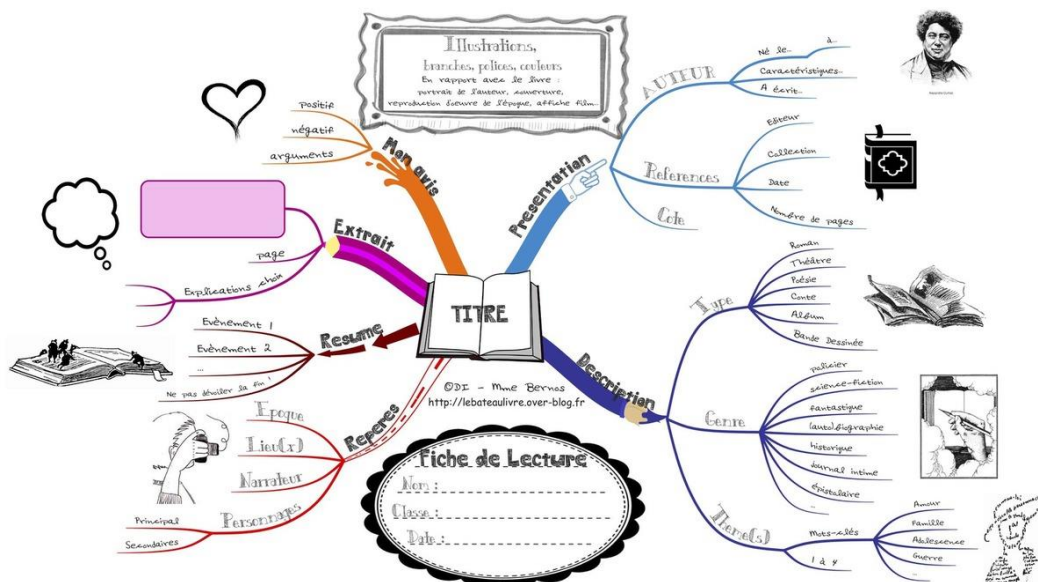 Illustrations,
branches, polices, couleurs
En rapport avec le livre :
portrait de l'auteur, couverture,
reproduction d'oeuvre de l'époque, affiche film...
Mon avis
positif
négatif
arguments
Extrait
page
Explications choix
Résumé
Evènement 1
Evènement 2
...
Ne pas dévoiler la fin !
Repères
Epoque
Lieu(x)
Narrateur
Personnages
Principal
Secondaires
TITRE
©DI - Mme Bernos
http://lebateaulivre.over-blog.fr
Fiche de Lecture
Nom :
Classe :
Date :
Présentation
AUTEUR
Né le...
à...
Caractéristiques...
A écrit...
Références
Editeur
Collection
Date
Nombre de pages
Cote
Description
Type
Roman
Théâtre
Poésie
Conte
Album
Bande Dessinée
Genre
policier
science-fiction
fantastique
(auto)biographie
historique
Journal intime
épistolaire
...
Thème(s)
Mots-clés
1 à 4
Amour
Famille
Adolescence
Guerre
...